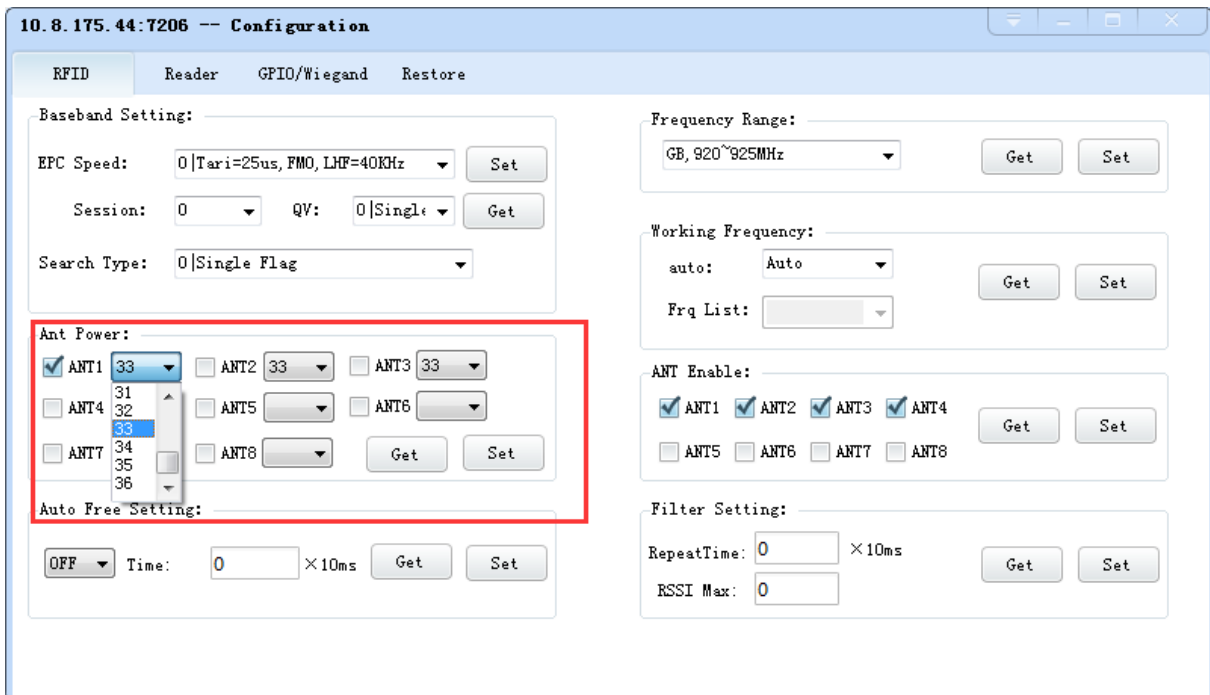 10.8.175.44:7206 -- Configuration
RFID Reader GPIO/Wiegand Restore
Baseband Setting:
EPC Speed: 0|Tari=25us, FM0, LHF=40KHz Set
Session: 0 QV: 0|Single Get
Search Type: 0|Single Flag
Ant Power:
ANT1 33 ANT2 33 ANT3 33
31
32
33
34
35
36
ANT4 ANT5 ANT6
ANT7 ANT8 Get Set
Auto Free Setting:
OFF Time: 0 ×10ms Get Set
Frequency Range:
GB, 920~925MHz Get Set
Working Frequency:
auto: Auto
Frq List:
Get Set
ANT Enable:
ANT1 ANT2 ANT3 ANT4
ANT5 ANT6 ANT7 ANT8
Get Set
Filter Setting:
RepeatTime: 0 ×10ms
RSSI Max: 0
Get Set